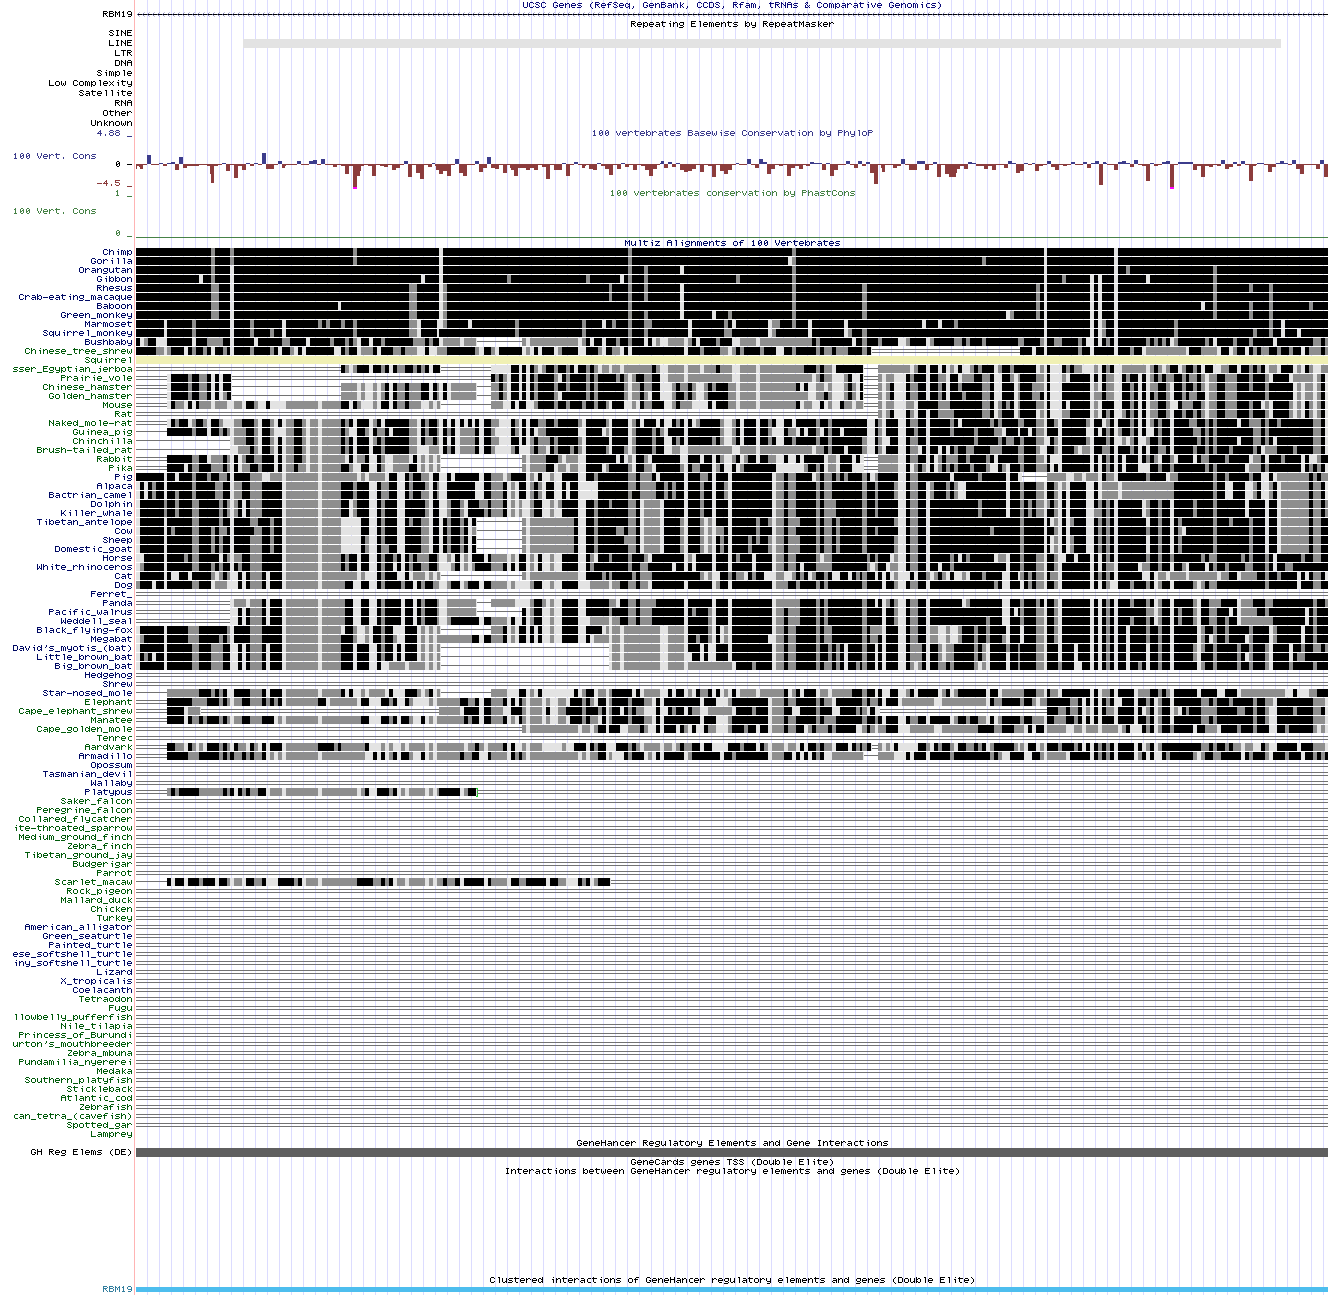 UCSC Genes (RefSeq, GenBank, CCDS, Rfam, tRNAs & Comparative Genomics)
RBM19
Repeating Elements by RepeatMasker
SINE
LINE
LTR
DNA
Simple
Low Complexity
Satellite
RNA
Other
Unknown
4.88 _
100 vertebrates Basewise Conservation by PhyloP
100 Vert. Cons
0 _
-4.5 _
1 _
100 vertebrates conservation by PhastCons
100 Vert. Cons
0 _
Multiz Alignments of 100 Vertebrates
Chimp
Gorilla
Orangutan
Gibbon
Rhesus
Crab-eating_macaque
Baboon
Green_monkey
Marmoset
Squirrel_monkey
Bushbaby
Chinese_tree_shrew
Squirrel
sser_Egyptian_jerboa
Prairie_vole
Chinese_hamster
Golden_hamster
Mouse
Rat
Naked_mole-rat
Guinea_pig
Chinchilla
Brush-tailed_rat
Rabbit
Pika
Pig
Alpaca
Bactrian_camel
Dolphin
Killer_whale
Tibetan_antelope
Cow
Sheep
Domestic_goat
Horse
White_rhinoceros
Cat
Dog
Ferret_
Panda
Pacific_walrus
Weddell_seal
Black_flying-fox
Megabat
David's_myotis_(bat)
Little_brown_bat
Big_brown_bat
Hedgehog
Shrew
Star-nosed_mole
Elephant
Cape_elephant_shrew
Manatee
Cape_golden_mole
Tenrec
Aardvark
Armadillo
Opossum
Tasmanian_devil
Wallaby
Platypus
Saker_falcon
Peregrine_falcon
Collared_flycatcher
ite-throated_sparrow
Medium_ground_finch
Zebra_finch
Tibetan_ground_jay
Budgerigar
Parrot
Scarlet_macaw
Rock_pigeon
Mallard_duck
Chicken
Turkey
American_alligator
Green_seaturtle
Painted_turtle
ese_softshell_turtle
iny_softshell_turtle
Lizard
X_tropicalis
Coelacanth
Tetraodon
Fugu
llowbelly_pufferfish
Nile_tilapia
Princess_of_Burundi
urton's_mouthbreeder
Zebra_mbuna
Pundamilia_nyererei
Medaka
Southern_platyfish
Stickleback
Atlantic_cod
Zebrafish
can_tetra_(cavefish)
Spotted_gar
Lamprey
GeneHancer Regulatory Elements and Gene Interactions
GH Reg Elems (DE)
GeneCards genes TSS (Double Elite)
Interactions between GeneHancer regulatory elements and genes (Double Elite)
Clustered interactions of GeneHancer regulatory elements and genes (Double Elite)
RBM19